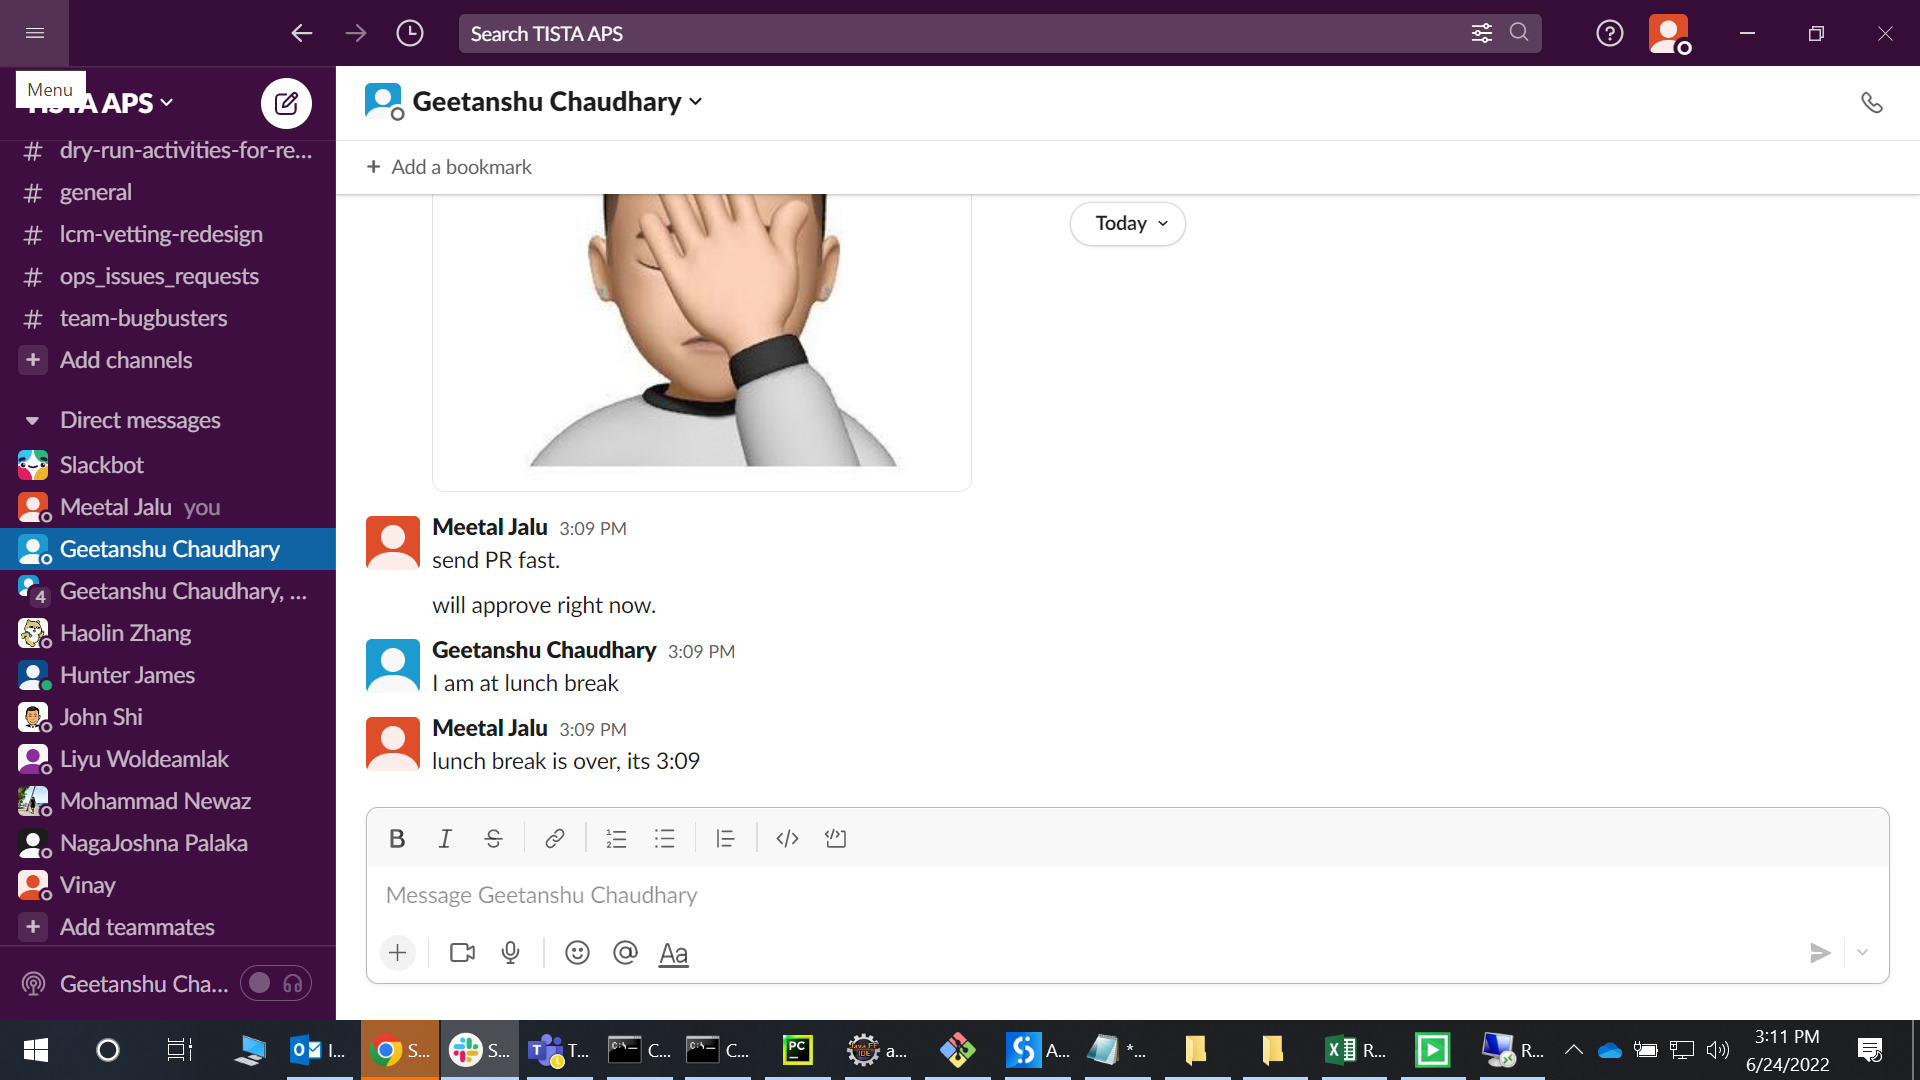 Search TISTA APS
Menu
TISTA APS
Geetanshu Chaudhary
+ Add a bookmark
# dry-run-activities-for-re...
# general
# lcm-vetting-redesign
# ops_issues_requests
# team-bugbusters
+ Add channels
Direct messages
Slackbot
Meetal Jalu you
Geetanshu Chaudhary
4 Geetanshu Chaudhary, ...
Haolin Zhang
Hunter James
John Shi
Liyu Woldeamlak
Mohammad Newaz
NagaJoshna Palaka
Vinay
+ Add teammates
Geetanshu Cha...
Today
Meetal Jalu 3:09 PM
send PR fast.
will approve right now.
Geetanshu Chaudhary 3:09 PM
I am at lunch break
Meetal Jalu 3:09 PM
lunch break is over, its 3:09
B I S
Message Geetanshu Chaudhary
+ @ Aa
I... S... S... T... C... C... PC a... A... *... R... R...
3:11 PM
6/24/2022